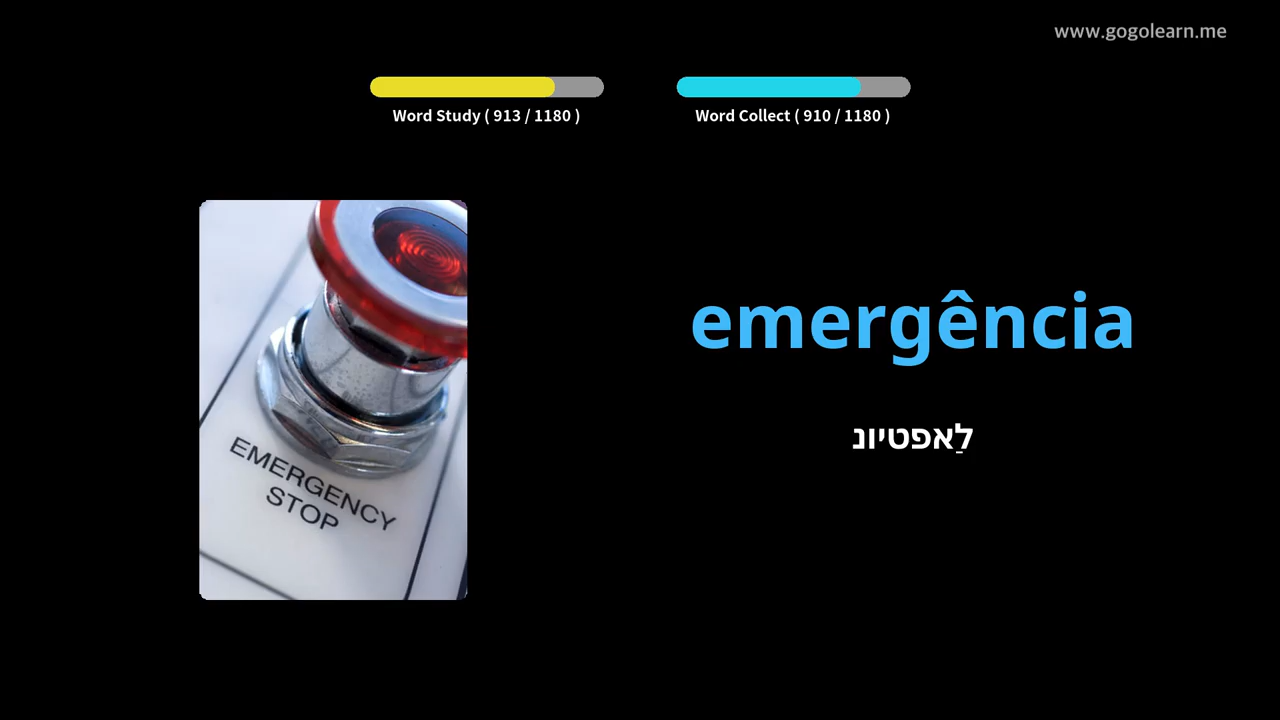 www.gogolearn.me
Word Study ( 913 / 1180 )
Word Collect ( 910 / 1180 )
emergência
לַאפטיונ
EMERGENCY
STOP